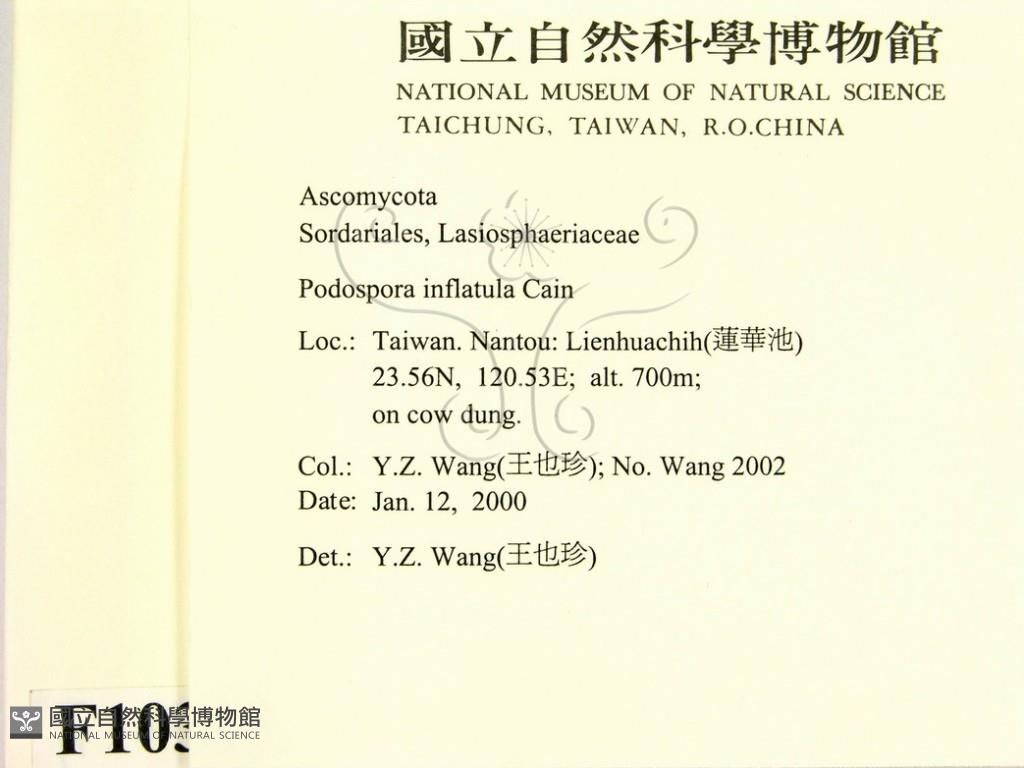 國立自然科學博物館
NATIONAL MUSEUM OF NATURAL SCIENCE
TAICHUNG, TAIWAN, R.O.CHINA
Ascomycota
Sordariales, Lasiosphaeriaceae
Podospora inflatula Cain
Loc.: Taiwan. Nantou: Lienhuachih(蓮華池)
23.56N, 120.53E; alt. 700m;
on cow dung.
Col.: Y.Z. Wang(王也珍); No. Wang 2002
Date: Jan. 12, 2000
Det.: Y.Z. Wang(王也珍)
國立自然科學博物館
NATIONAL MUSEUM OF NATURAL SCIENCE